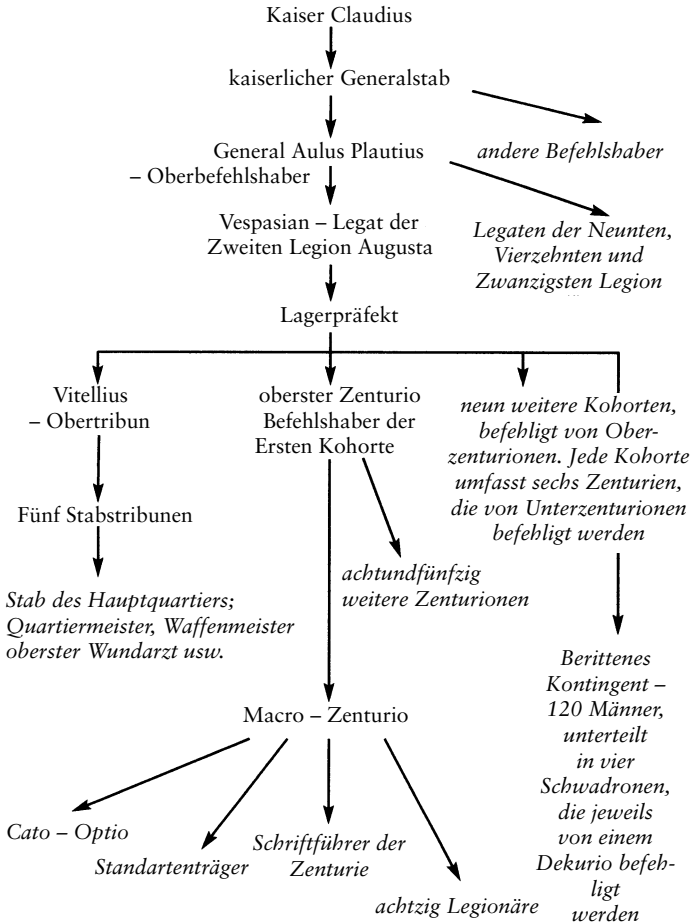 Kaiser Claudius
kaiserlicher Generalstab
General Aulus Plautius
– Oberbefehlshaber
andere Befehlshaber
Vespasian – Legat der
Zweiten Legion Augusta
Legaten der Neunten,
Vierzehnten und
Zwanzigsten Legion
Lagerpräfekt
Vitellius
– Obertribun
oberster Zenturio
Befehlshaber der
Ersten Kohorte
neun weitere Kohorten,
befehligt von Ober-
zenturionen. Jede Kohorte
umfasst sechs Zenturien,
die von Unterzenturionen
befehligt werden
Fünf Stabstribunen
achtundfünfzig
weitere Zenturionen
Stab des Hauptquartiers;
Quartiermeister, Waffenmeister
oberster Wundarzt usw.
Berittenes
Kontingent –
120 Männer,
unterteilt
in vier
Schwadronen,
die jeweils
von einem
Dekurio befeh-
ligt
werden
Macro – Zenturio
Cato – Optio
Standartenträger
Schriftführer der
Zenturie
achtzig Legionäre